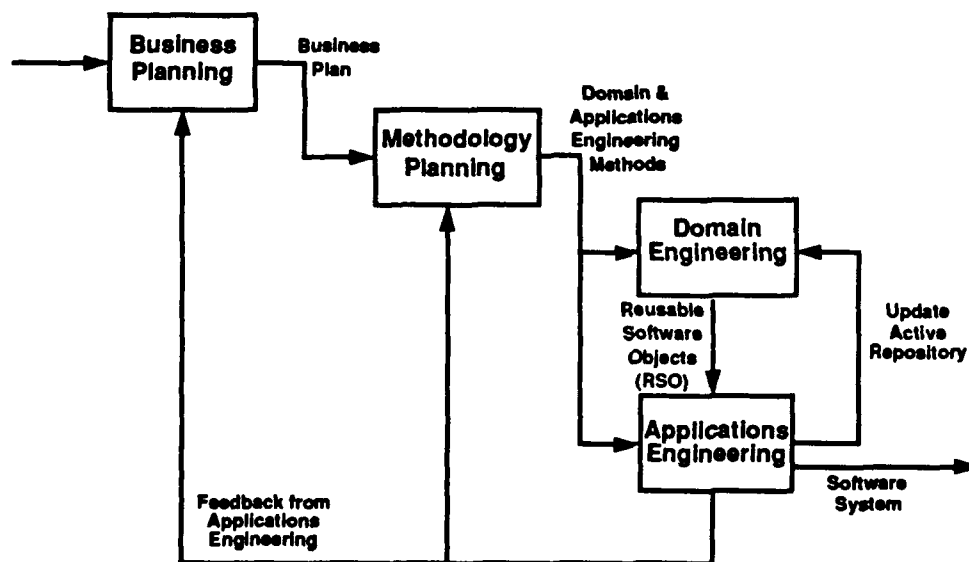 Business
Planning
Business
Plan
Methodology
Planning
Domain &
Applications
Engineering
Methods
Domain
Engineering
Reusable
Software
Objects
(RSO)
Update
Active
Repository
Applications
Engineering
Software
System
Feedback from
Applications
Engineering